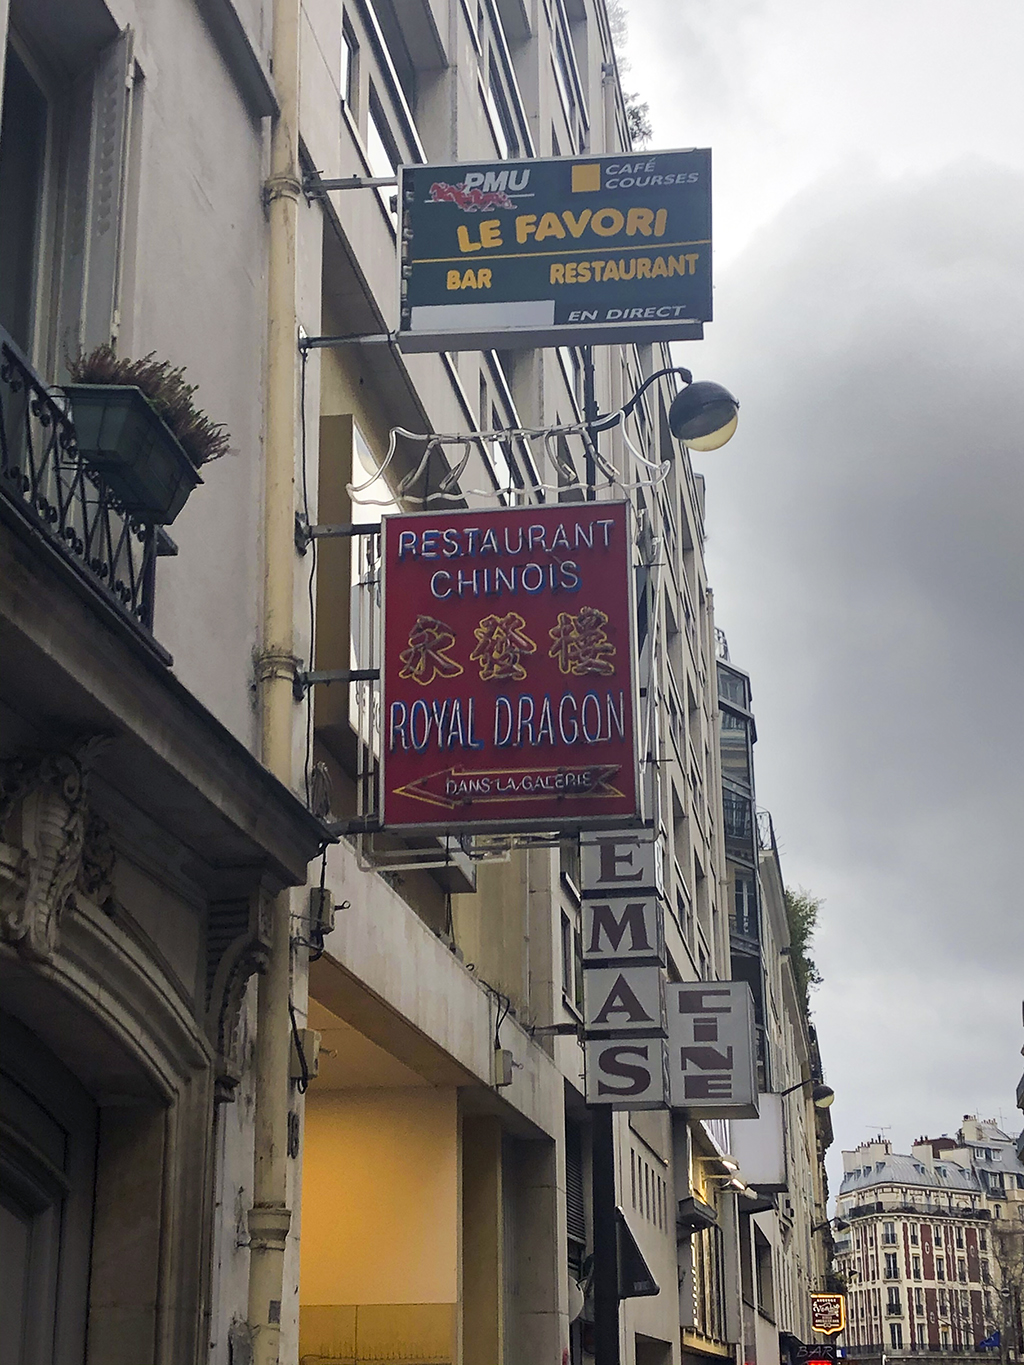 PMU
CAFÉ
COURSES
LE FAVORI
BAR RESTAURANT
EN DIRECT
RESTAURANT
CHINOIS
永發樓
ROYAL DRAGON
DANS LA GALERIE
E
M
A
S
CINE
BAR